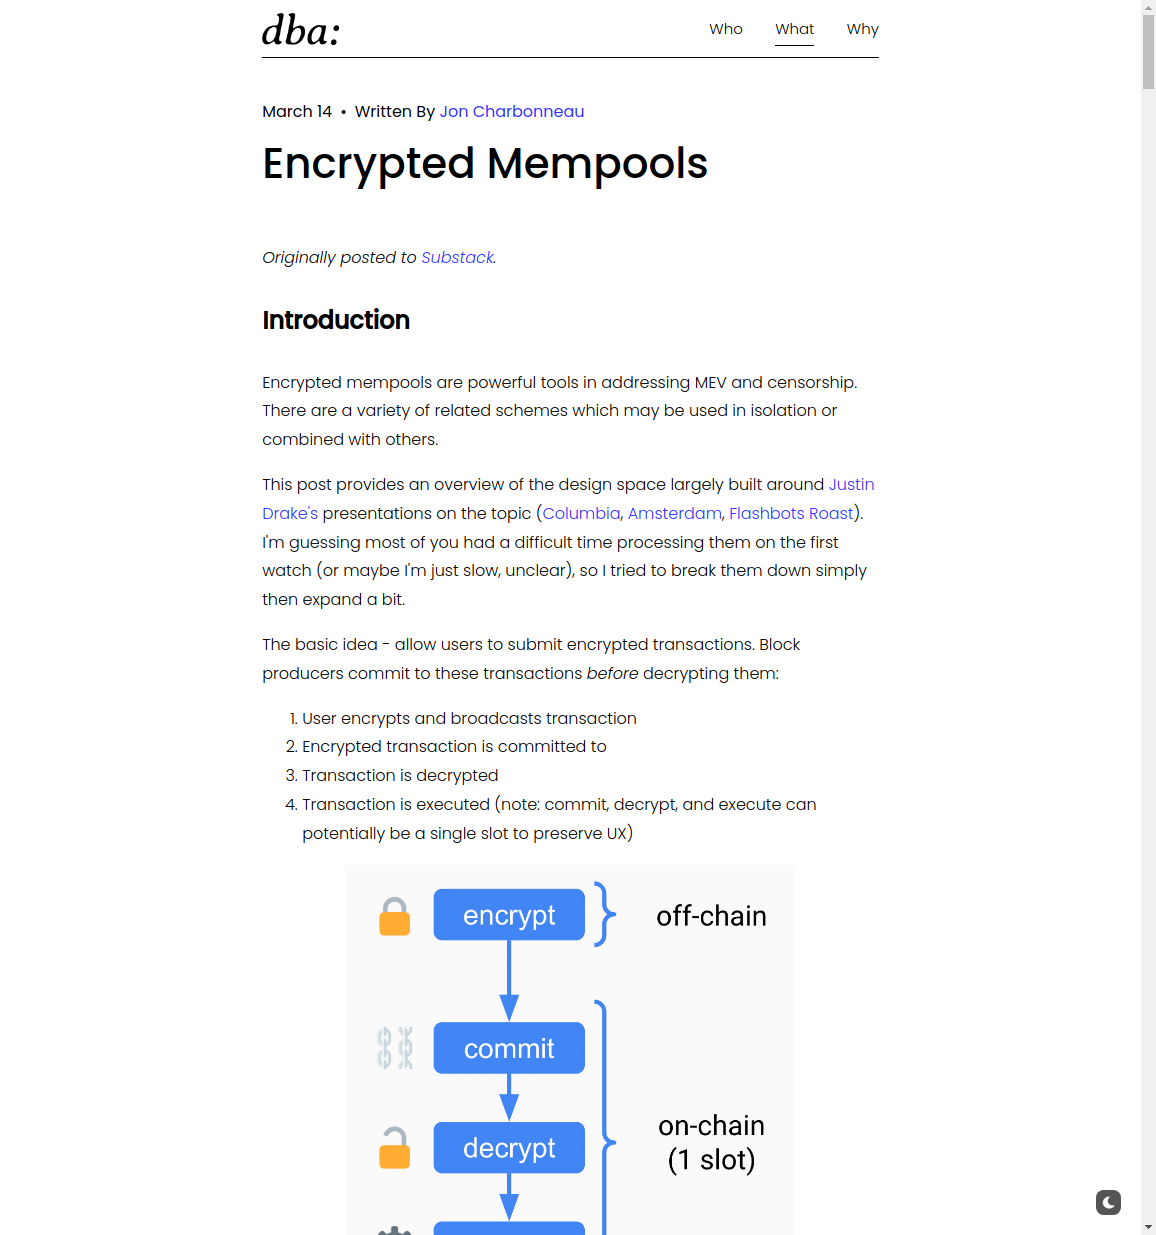 dba:
Who What Why
March 14 • Written By Jon Charbonneau
Encrypted Mempools
Originally posted to Substack.
Introduction
Encrypted mempools are powerful tools in addressing MEV and censorship.
There are a variety of related schemes which may be used in isolation or
combined with others.
This post provides an overview of the design space largely built around Justin
Drake's presentations on the topic (Columbia, Amsterdam, Flashbots Roast).
I'm guessing most of you had a difficult time processing them on the first
watch (or maybe I'm just slow, unclear), so I tried to break them down simply
then expand a bit.
The basic idea - allow users to submit encrypted transactions. Block
producers commit to these transactions before decrypting them:
1. User encrypts and broadcasts transaction
2. Encrypted transaction is committed to
3. Transaction is decrypted
4. Transaction is executed (note: commit, decrypt, and execute can
potentially be a single slot to preserve UX)
encrypt off-chain
commit
on-chain
decrypt
(1 slot)